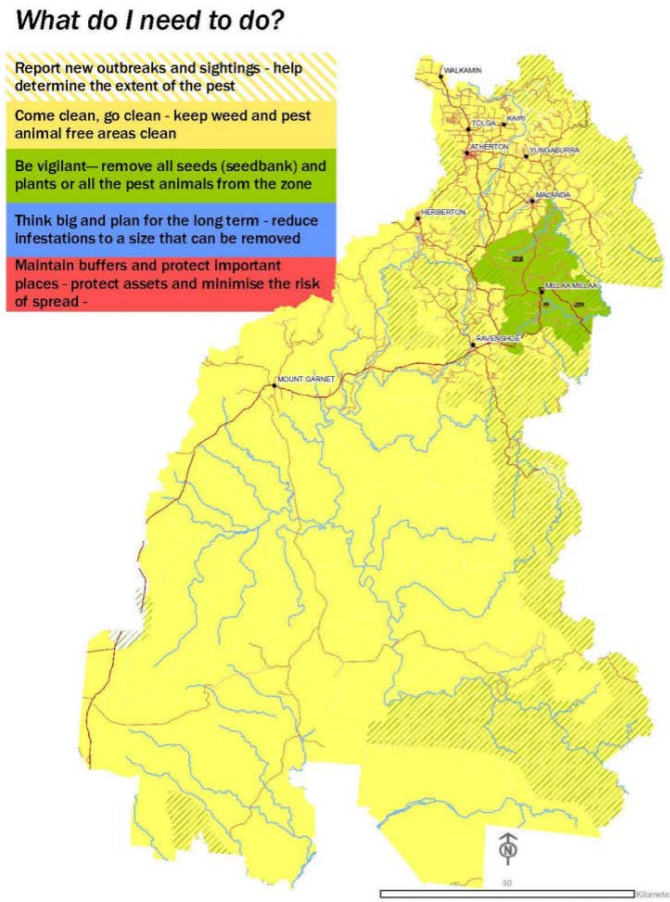 What do I need to do?
Report new outbreaks and sightings - help
determine the extent of the pest
Come clean, go clean - keep weed and pest
animal free areas clean
Be vigilant— remove all seeds (seedbank) and
plants or all the pest animals from the zone
Think big and plan for the long term - reduce
infestations to a size that can be removed
Maintain buffers and protect important
places - protect assets and minimise the risk
of spread -
WALKAMIN
TOLGA
KAIRI
ATHERTON
YUNGABURRA
MALANDA
HERBERTON
MILLAA MILLAA
RAVENSHOE
MOUNT GARNET
N
50
Kilomete